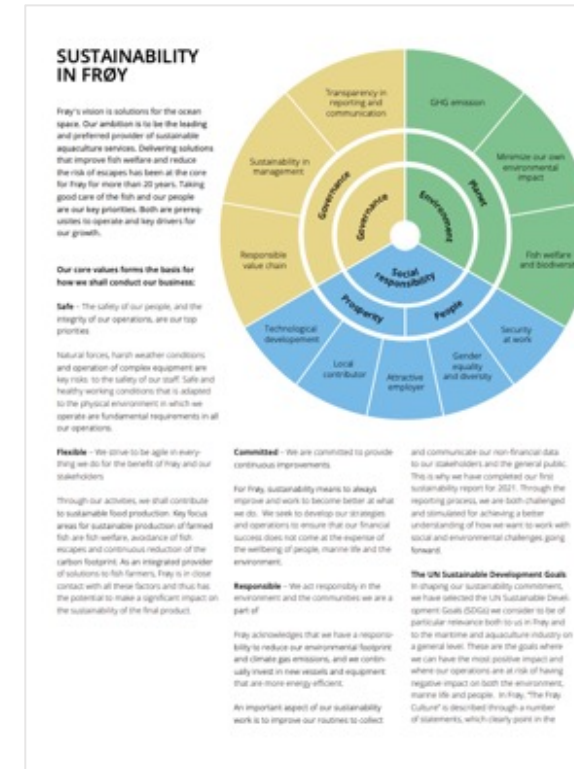 SUSTAINABILITY
IN FRØY
Frøy's vision is solutions for the ocean
space. Our ambition is to be the leading
and preferred provider of sustainable
aquaculture services. Delivering solutions
that improve fish welfare and reduce
the risk of escapes has been at the core
for Frøy for more than 20 years. Taking
good care of the fish and our people
are our key priorities. Both are prereq-
uisites to operate and key drivers for
our growth.
Our core values forms the basis for
how we shall conduct our business:
Safe – The safety of our people, and the
integrity of our operations, are our top
priorities
Natural forces, harsh weather conditions
and operation of complex equipment are
key risks to the safety of our staff. Safe and
healthy working conditions that is adapted
to the physical environment in which we
operate are fundamental requirements in all
our operations.
Flexible – We strive to be agile in every-
thing we do for the benefit of Frøy and our
stakeholders
Through our activities, we shall contribute
to sustainable food production. Key focus
areas for sustainable production of farmed
fish are fish welfare, avoidance of fish
escapes and continuous reduction of the
carbon footprint. As an integrated provider
of solutions to fish farmers, Frøy is in close
contact with all these factors and thus has
the potential to make a significant impact on
the sustainability of the final product.
Transparency in
reporting and
communication
GHG emission
Sustainability in
management
Minimize our own
environmental
impact
Responsible
value chain
Fish welfare
and biodivers
Governance
Governance
Environment
Planet
Social
responsibility
Prosperity
People
Technological
developement
Local
contributor
Attractive
employer
Gender
equality
and diversity
Security
at work
Committed – We are committed to provide
continuous improvements
For Frøy, sustainability means to always
improve and work to become better at what
we do. We seek to develop our strategies
and operations to ensure that our financial
success does not come at the expense of
the wellbeing of people, marine life and the
environment.
Responsible – We act responsibly in the
environment and the communities we are a
part of
Frøy acknowledges that we have a responsi-
bility to reduce our environmental footprint
and climate gas emissions, and we contin-
ually invest in new vessels and equipment
that are more energy-efficient.
An important aspect of our sustainability
work is to improve our routines to collect
and communicate our non-financial data
to our stakeholders and the general public.
This is why we have completed our first
sustainability report for 2021. Through the
reporting process, we are both challenged
and stimulated for achieving a better
understanding of how we want to work with
social and environmental challenges going
forward.
The UN Sustainable Development Goals
In shaping our sustainability commitment,
we have selected the UN Sustainable Devel-
opment Goals (SDGs) we consider to be of
particular relevance both to us in Frøy and
to the maritime and aquaculture industry on
a general level. These are the goals where
we can have the most positive impact and
where our operations are at risk of having
negative impact on both the environment,
marine life and people. In Frøy, "The Frøy
Culture" is described through a number
of statements, which clearly point in the